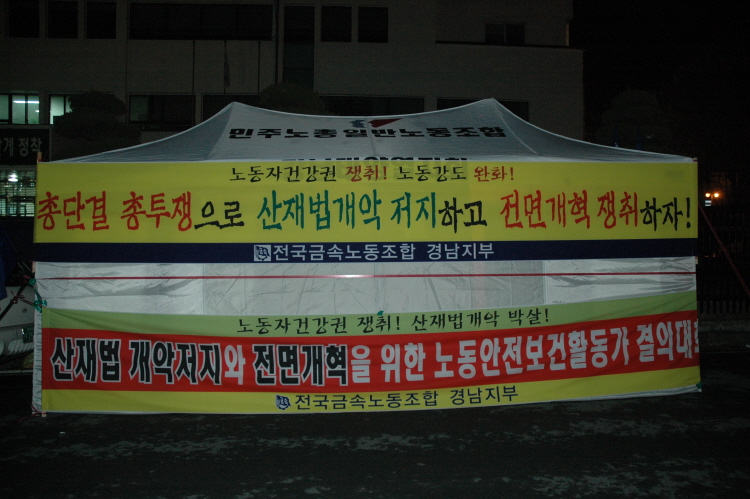 민주노총일반노동조합
노동자건강권 쟁취! 노동강도 완화!
총단결 총투쟁으로 산재법개악 저지하고 전면개혁 쟁취하자!
전국금속노동조합 경남지부
노동자건강권 쟁취! 산재법개악 박살!
산재법 개악저지와 전면개혁을 위한 노동안전보건활동가 결의대회
전국금속노동조합 경남지부
정착